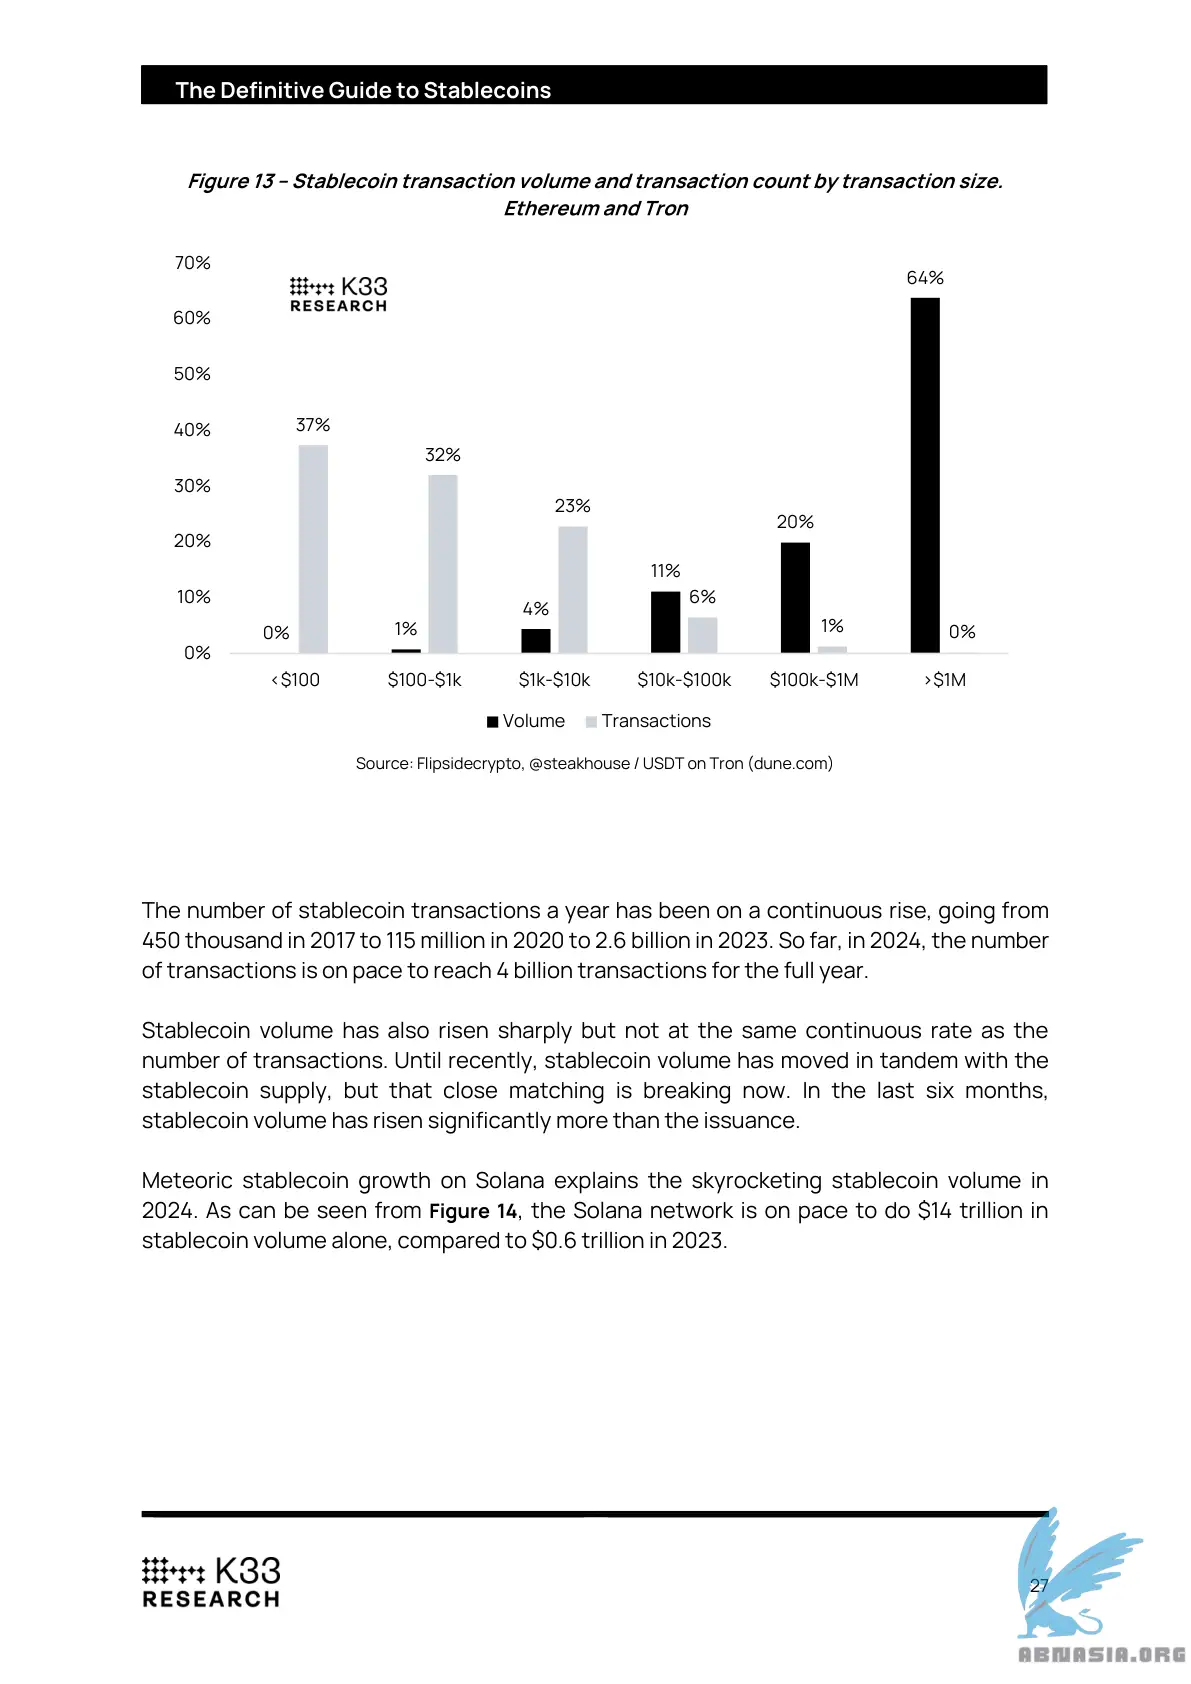 The Definitive Guide to Stablecoins
Figure 13 – Stablecoin transaction volume and transaction count by transaction size.
Ethereum and Tron
70%
60%
50%
40%
30%
20%
10%
0%
K33
RESEARCH
0%
37%
1%
32%
4%
23%
11%
6%
20%
1%
64%
0%
<$100
$100-$1k
$1k-$10k
$10k-$100k
$100k-$1M
>$1M
Volume
Transactions
Source: Flipsidecrypto, @steakhouse / USDT on Tron (dune.com)
The number of stablecoin transactions a year has been on a continuous rise, going from
450 thousand in 2017 to 115 million in 2020 to 2.6 billion in 2023. So far, in 2024, the number
of transactions is on pace to reach 4 billion transactions for the full year.
Stablecoin volume has also risen sharply but not at the same continuous rate as the
number of transactions. Until recently, stablecoin volume has moved in tandem with the
stablecoin supply, but that close matching is breaking now. In the last six months,
stablecoin volume has risen significantly more than the issuance.
Meteoric stablecoin growth on Solana explains the skyrocketing stablecoin volume in
2024. As can be seen from Figure 14, the Solana network is on pace to do $14 trillion in
stablecoin volume alone, compared to $0.6 trillion in 2023.
K33
RESEARCH
27
ABNASIA.ORG